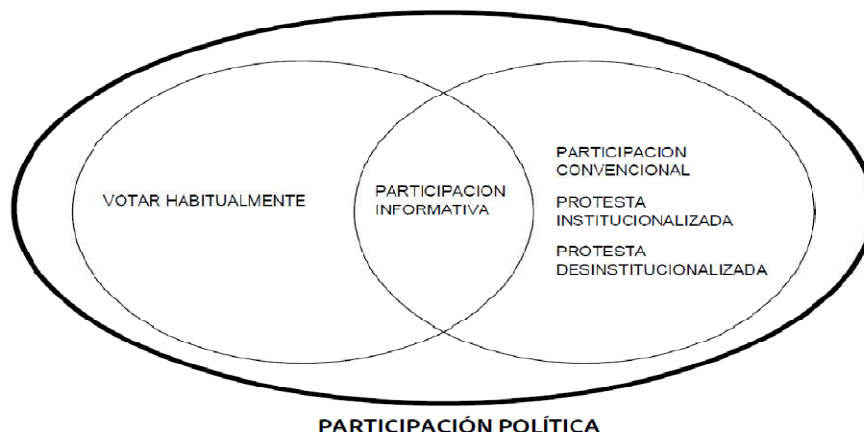 VOTAR HABITUALMENTE
PARTICIPACION
INFORMATIVA
PARTICIPACION
CONVENCIONAL
PROTESTA
INSTITUCIONALIZADA
PROTESTA
DESINSTITUCIONALIZADA
PARTICIPACIÓN POLÍTICA